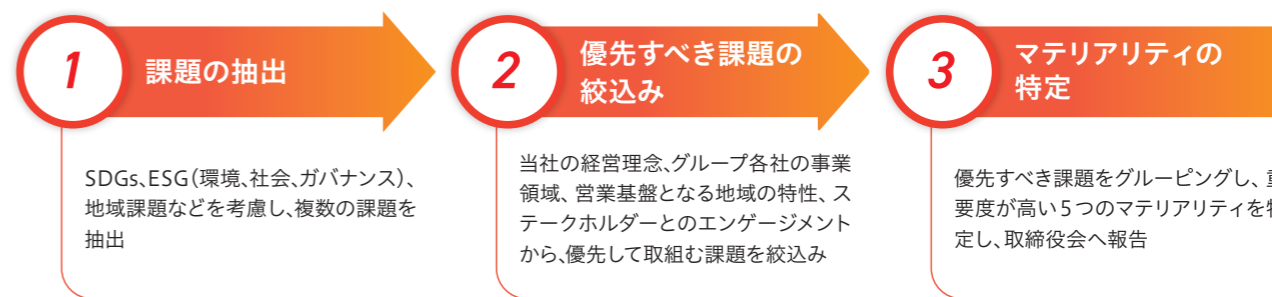 1
課題の抽出
SDGs、ESG（環境、社会、ガバナンス）、
地域課題などを考慮し、複数の課題を
抽出
2
優先すべき課題の
絞込み
当社の経営理念、グループ各社の事業
領域、営業基盤となる地域の特性、ス
テークホルダーとのエンゲージメント
から、優先して取組む課題を絞込み
3
マテリアリティの
特定
優先すべき課題をグルーピングし、重
要度が高い5つのマテリアリティを特
定し、取締役会へ報告